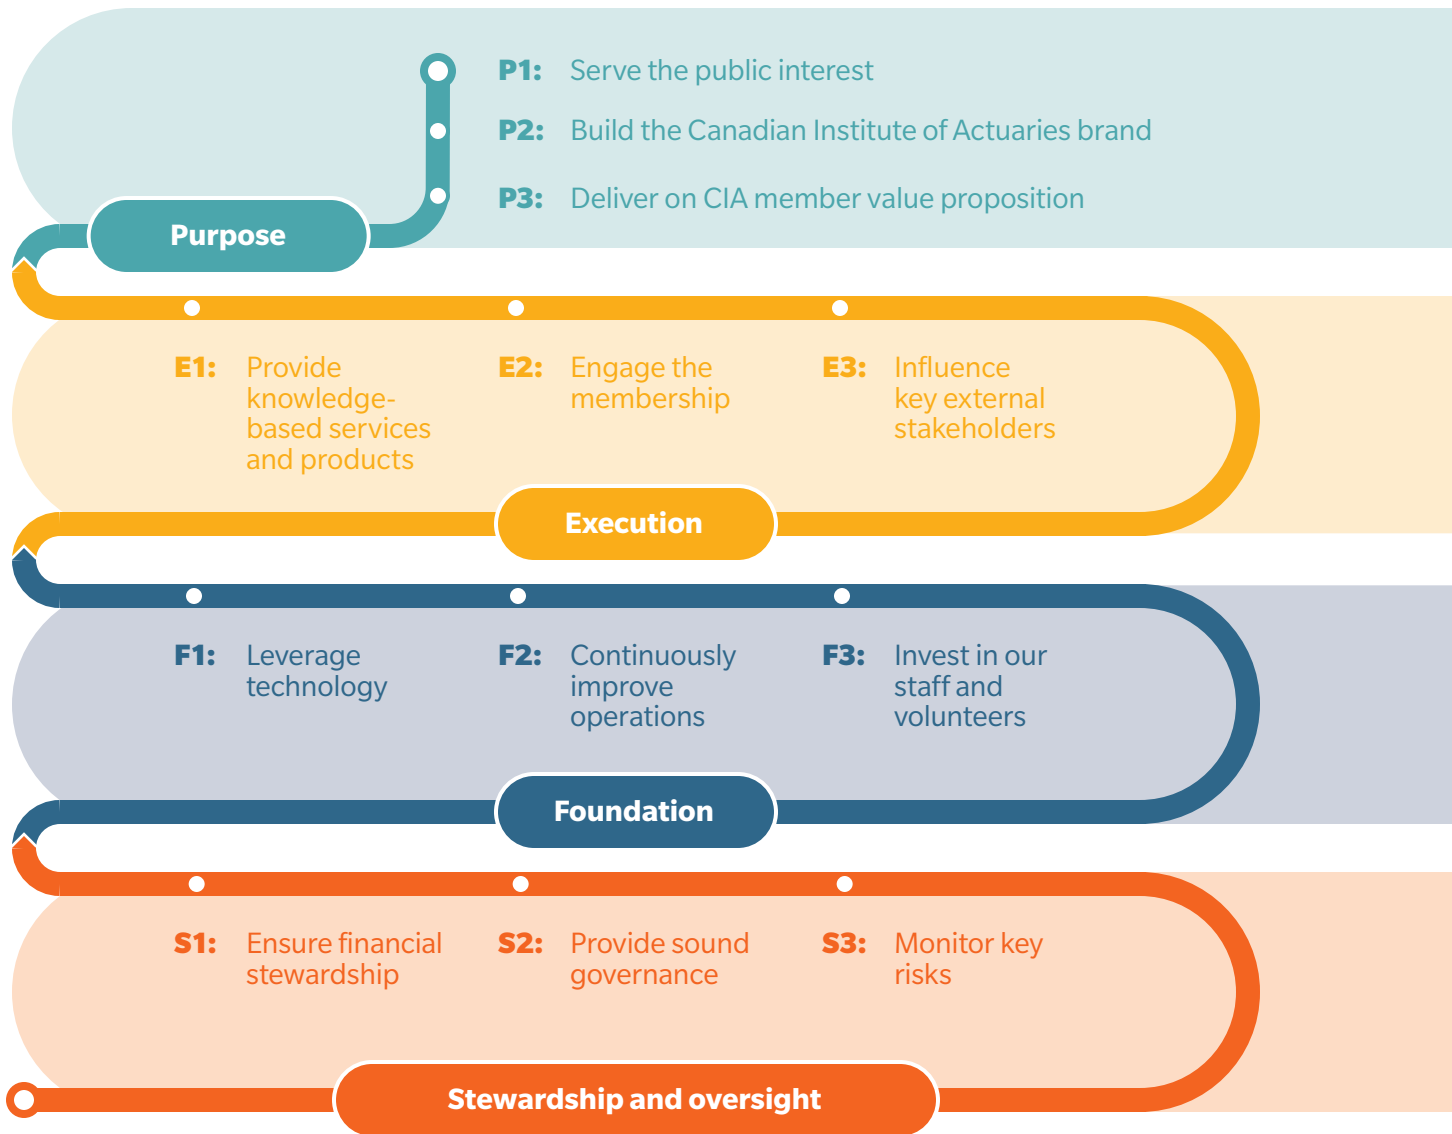 P1: Serve the public interest
P2: Build the Canadian Institute of Actuaries brand
P3: Deliver on CIA member value proposition
Purpose
E1: Provide
knowledge-
based services
and products
E2: Engage the
membership
E3: Influence
key external
stakeholders
Execution
F1: Leverage
technology
F2: Continuously
improve
operations
F3: Invest in our
staff and
volunteers
Foundation
S1: Ensure financial
stewardship
S2: Provide sound
governance
S3: Monitor key
risks
Stewardship and oversight